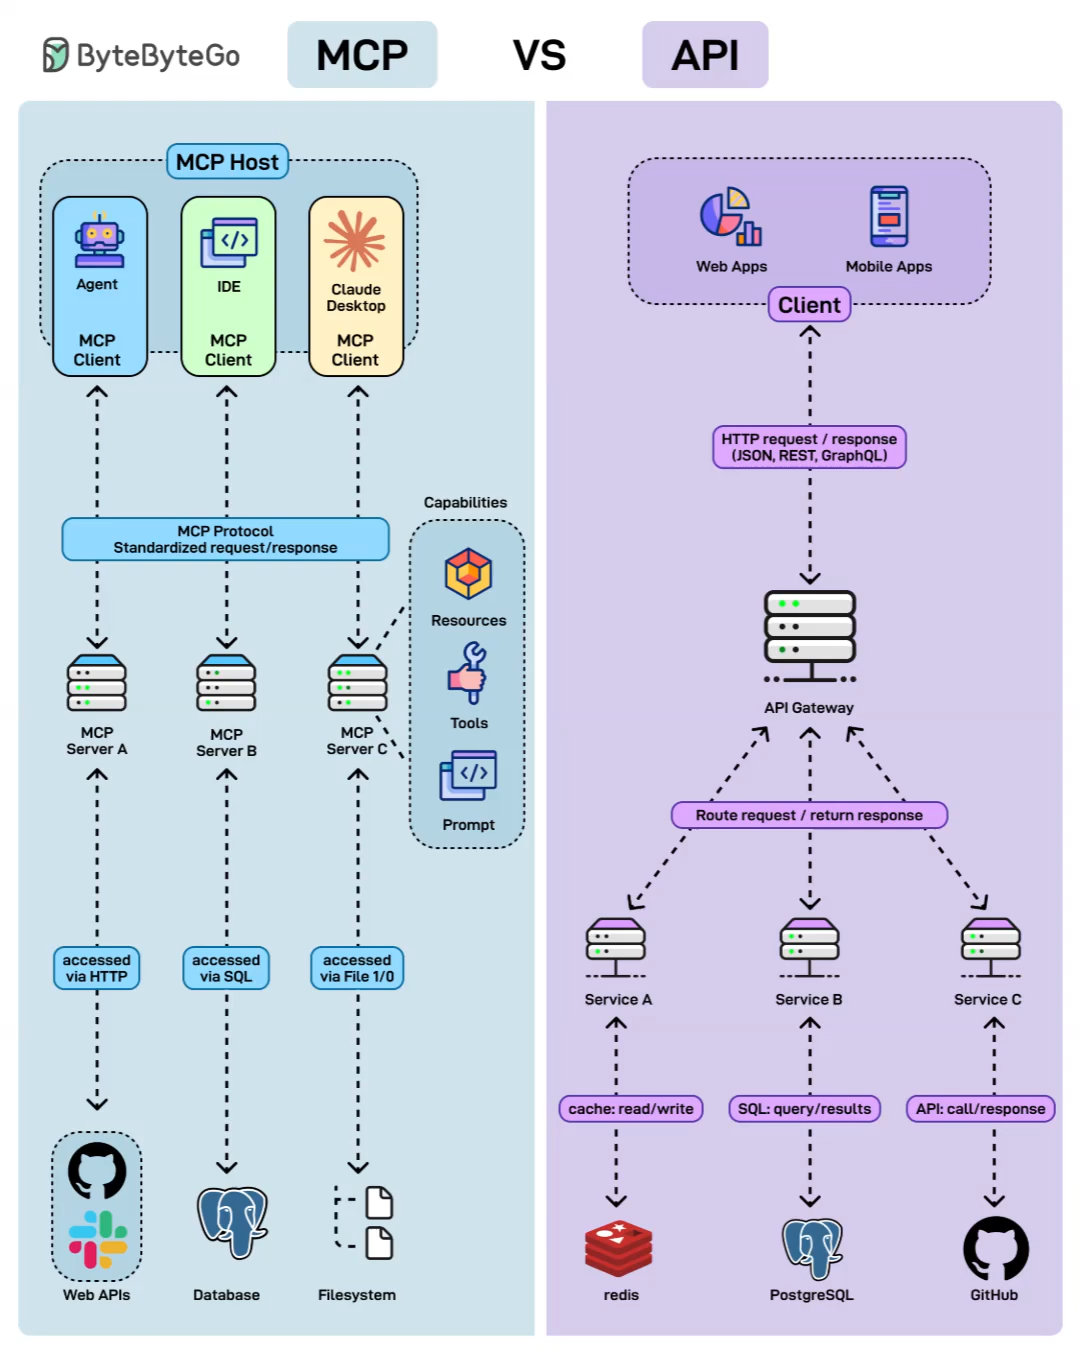 ByteByteGo
MCP
VS
API
MCP Host
Agent
MCP
Client
IDE
MCP
Client
Claude
Desktop
MCP
Client
MCP Protocol
Standardized request/response
Capabilities
Resources
Tools
Prompt
MCP
Server A
MCP
Server B
MCP
Server C
accessed
via HTTP
accessed
via SQL
accessed
via File 1/0
Web APIs
Database
Filesystem
Web Apps
Mobile Apps
Client
HTTP request / response
(JSON, REST, GraphQL)
API Gateway
Route request / return response
Service A
Service B
Service C
cache: read/write
SQL: query/results
API: call/response
redis
PostgreSQL
GitHub